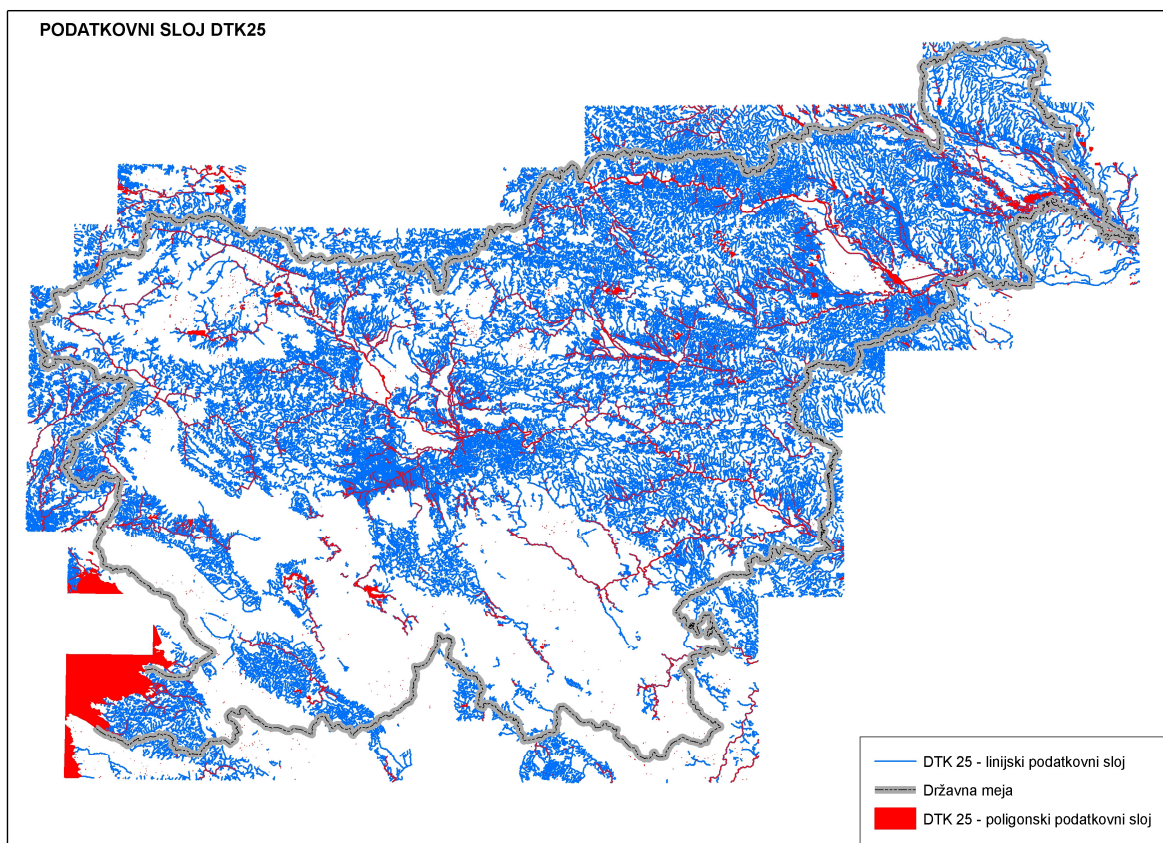 PODATKOVNI SLOJ DTK25
DTK 25 - linijski podatkovni sloj
Državna meja
DTK 25 - poligonski podatkovni sloj